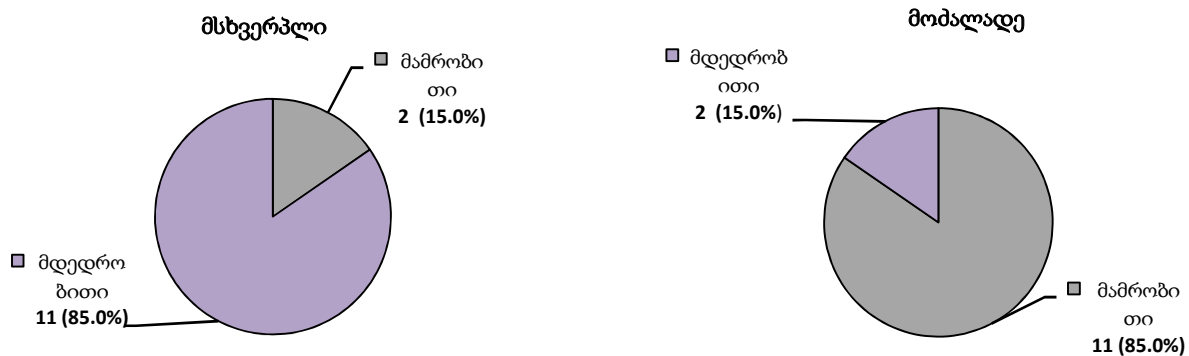 მსხვერპლი
მამრობი
თი
2 (15.0%)
მდედრო
ბითი
11 (85.0%)
მოძალადე
მდედრობ
ითი
2 (15.0%)
მამრობი
თი
11 (85.0%)